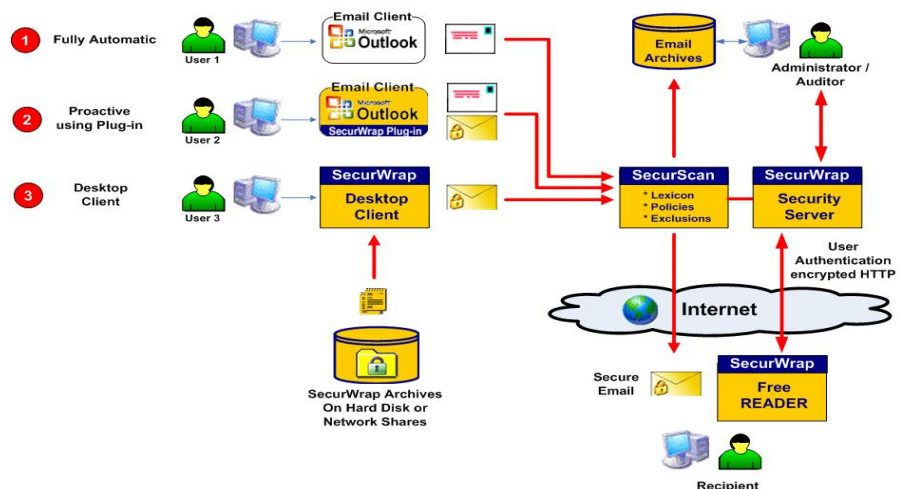 1
Fully Automatic
User 1
Email Client
Microsoft
Outlook
2
Proactive
using Plug-in
User 2
Email Client
Microsoft
Outlook
SecurWrap Plug-in
3
Desktop
Client
User 3
SecurWrap
Desktop
Client
SecurWrap Archives
On Hard Disk or
Network Shares
Email
Archives
Administrator /
Auditor
SecurScan
* Lexicon
* Policies
* Exclusions
SecurWrap
Security
Server
User
Authentication
encrypted HTTP
Internet
Secure
Email
SecurWrap
Free
READER
Recipient